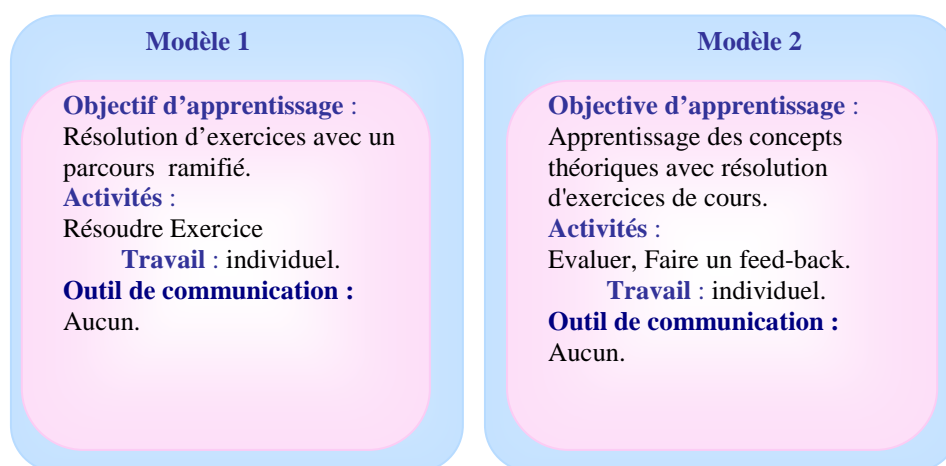 Modèle 1
Objectif d’apprentissage :
Résolution d’exercices avec un
parcours ramifié.
Activités :
Résoudre Exercice
Travail : individuel.
Outil de communication :
Aucun.
Modèle 2
Objective d’apprentissage :
Apprentissage des concepts
théoriques avec résolution
d'exercices de cours.
Activités :
Evaluer, Faire un feed-back.
Travail : individuel.
Outil de communication :
Aucun.